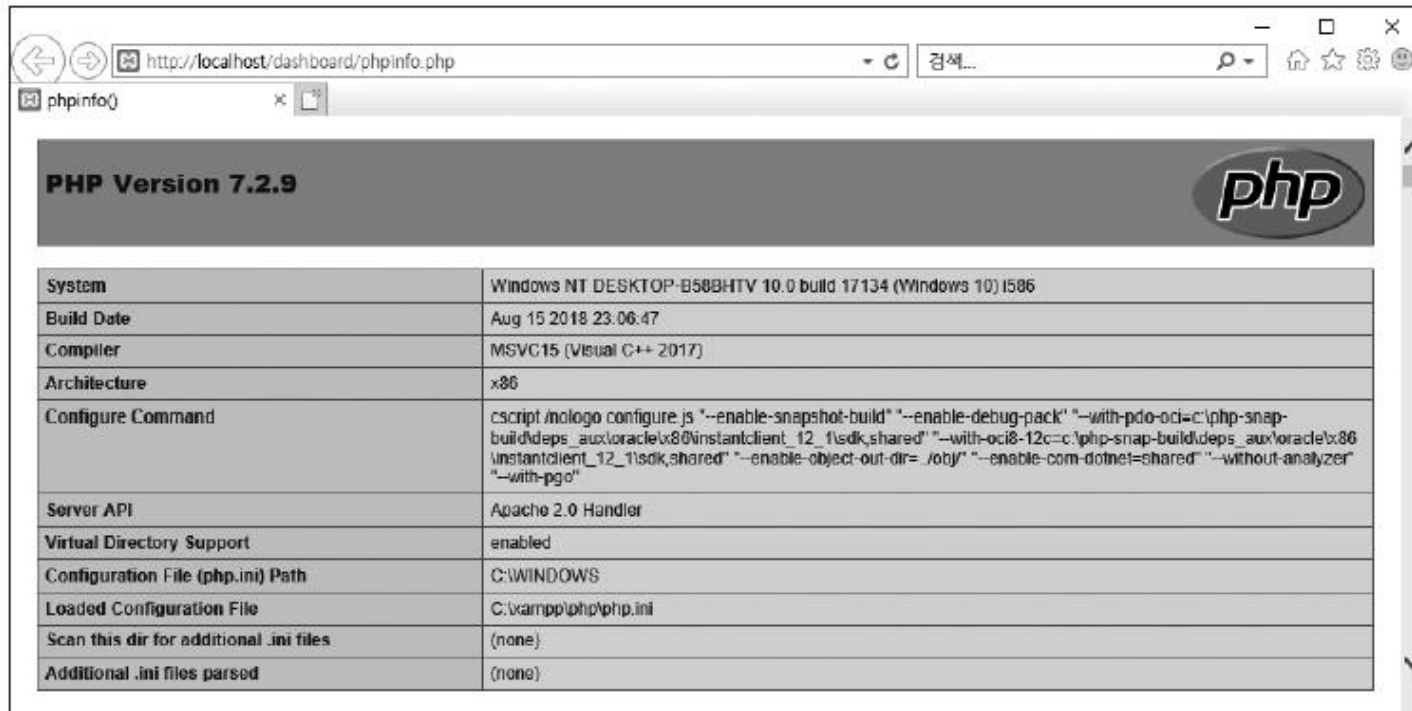 http://localhost/dashboard/phpinfo.php
검색...
phpinfo()
PHP Version 7.2.9
php
System Windows NT DESKTOP-B58BHTV 10.0 build 17134 (Windows 10) i586
Build Date Aug 15 2018 23:06:47
Compiler MSVC15 (Visual C++ 2017)
Architecture x86
Configure Command cscript /nologo configure.js "--enable-snapshot-build" "--enable-debug-pack" "--with-pdo-oci=c:\php-snap-
build\deps_aux\oracle\x86\instantclient_12_1\sdk,shared" "--with-oci8-12c=c:\php-snap-build\deps_aux\oracle\x86
\instantclient_12_1\sdk,shared" "--enable-object-out-dir=../obj/" "--enable-com-dotnet=shared" "--without-analyzer"
"--with-pgo"
Server API Apache 2.0 Handler
Virtual Directory Support enabled
Configuration File (php.ini) Path C:\WINDOWS
Loaded Configuration File C:\xampp\php\php.ini
Scan this dir for additional .ini files (none)
Additional .ini files parsed (none)